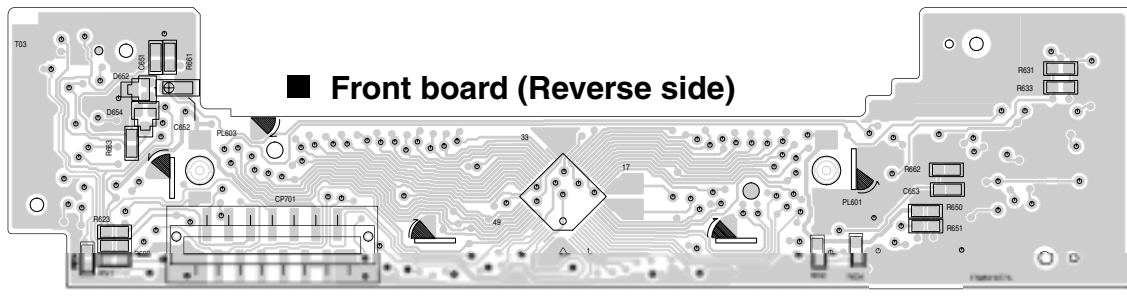 T03
C651
R661
D652
■ Front board (Reverse side)
R631
R633
D654
C652
PL603
R663
33
17
R662
C653
CP701
PL601
R623
49
R650
R651
1